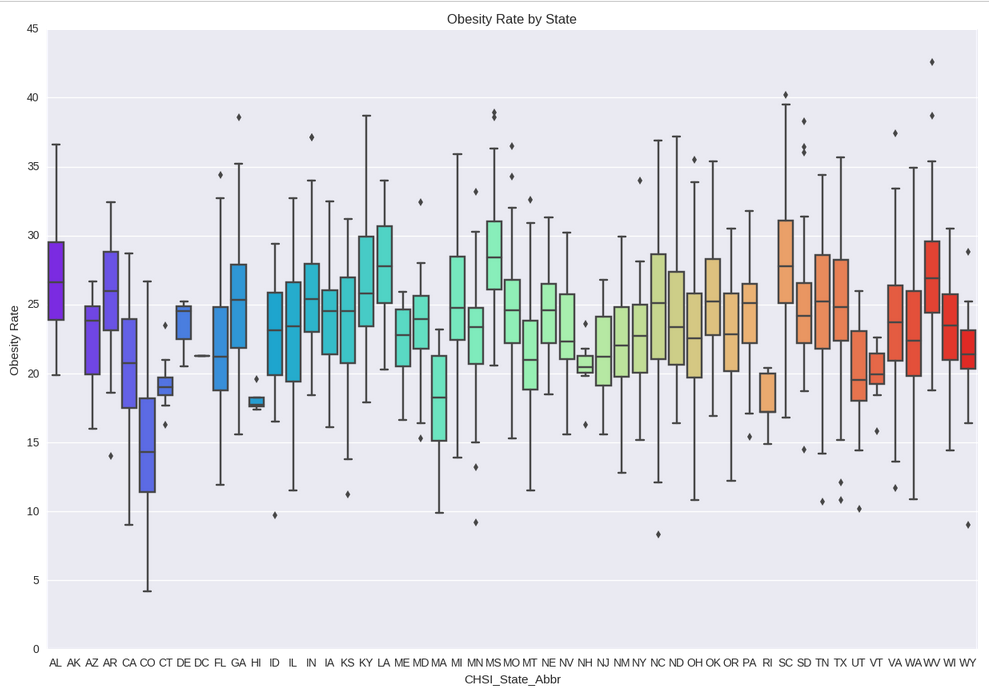 Obesity Rate by State
45
40
35
30
25
20
15
10
5
0
Obesity Rate
AL AK AZ AR CA CO CT DE DC FL GA HI ID IL IN IA KS KY LA ME MD MA MI MN MS MO MT NE NV NH NJ NM NY NC ND OH OK OR PA RI SC SD TN TX UT VT VA WA WV WI WY
CHSI_State_Abbr